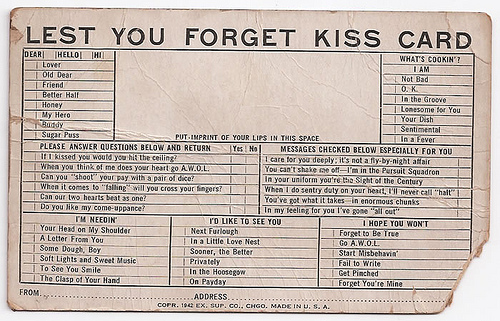 LEST YOU FORGET KISS CARD
DEAR| |HELLO| |HI|
Lover
Old Dear
Friend
Better Half
Honey
My Hero
Buddy
Sugar Puss
PUT-IMPRINT OF YOUR LIPS IN THIS SPACE
WHAT'S COOKIN'?
I AM
Not Bad
O. K.
In the Groove
Lonesome for You
Your Dish
Sentimental
In a Fever
PLEASE ANSWER QUESTIONS BELOW AND RETURN Yes No
If I kissed you would you hit the ceiling?
When you think of me does your heart go A.W.O.L.
Can you "shoot" your pay with a pair of dice?
When it comes to "falling" will you cross your fingers?
Can our two hearts beat as one?
Do you like my come-uppance?
MESSAGES CHECKED BELOW ESPECIALLY FOR YOU
I care for you deeply; it's not a fly-by-night affair
You can't shake me off—I'm in the Pursuit Squadron
In your uniform you're the Sight of the Century
When I do sentry duty on your heart, I'll never call "halt"
You've got what it takes—in enormous chunks
In my feeling for you I've gone "all out"
I'M NEEDIN'
Your Head on My Shoulder
A Letter From You
Some Dough, Boy
Soft Lights and Sweet Music
To See You Smile
The Clasp of Your Hand
I'D LIKE TO SEE YOU
Next Furlough
In a Little Love Nest
Sooner, the Better
Privately
In the Hoosegow
On Payday
I HOPE YOU WON'T
Forget to Be True
Go A.W.O.L.
Start Misbehavin'
Fail to Write
Get Pinched
Forget You're Mine
FROM ADDRESS
COPR. 1942 EX. SUP. CO., CHGO. MADE IN U. S. A.